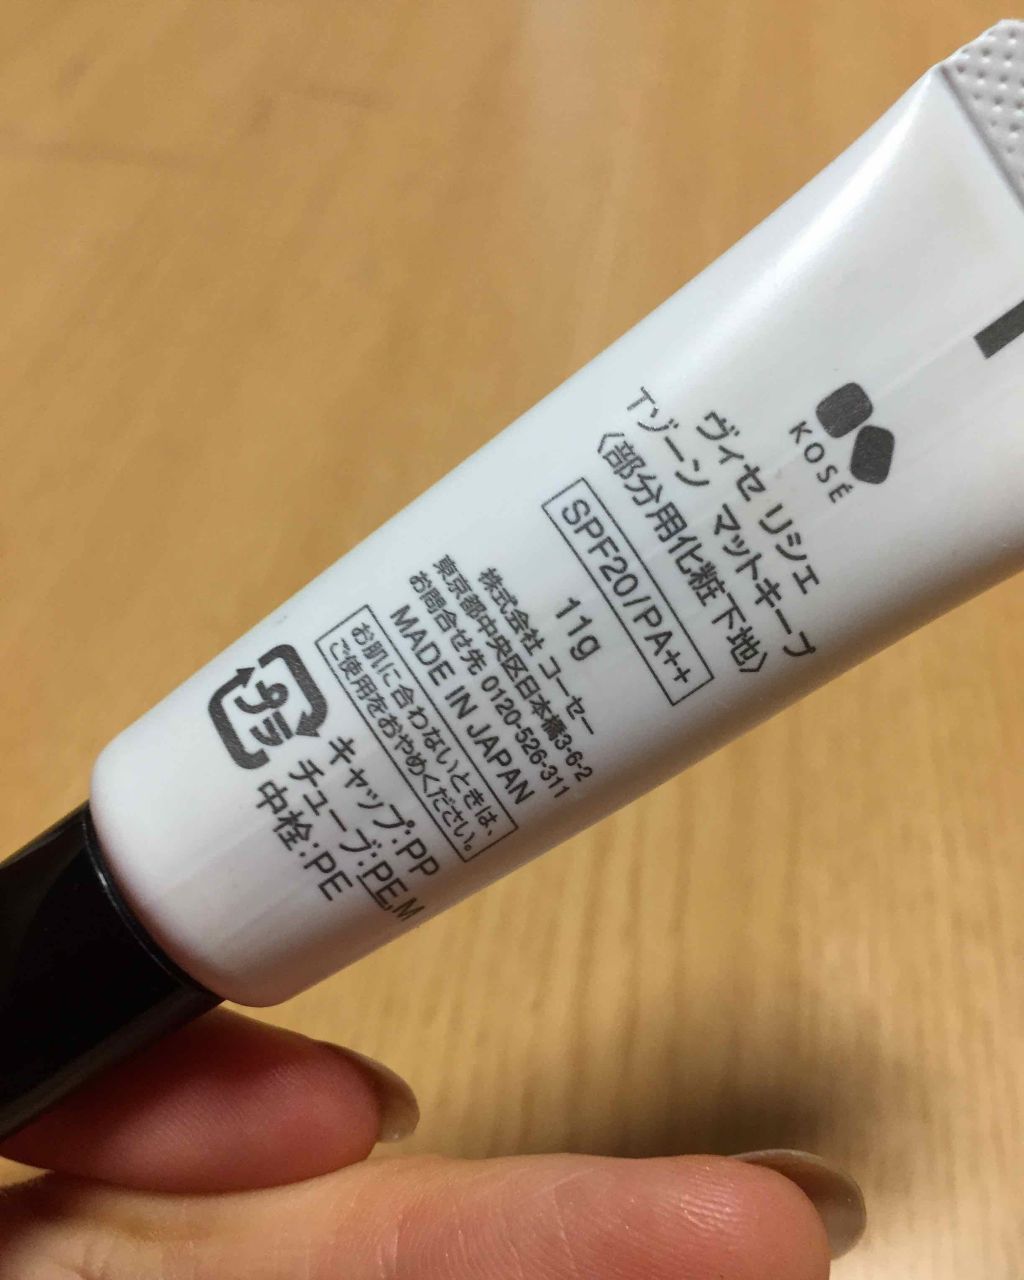 KOSÉ
ヴィセ リシェ
Tゾーン マットキープ
〈部分用化粧下地〉
SPF20/PA++
11g
株式会社 コーセー
東京都中央区日本橋3-6-2
お問合せ先 0120-526-311
MADE IN JAPAN
お肌に合わないときは、
ご使用をおやめください。
プラ
キャップ:PP
チューブ:PE,M
中栓:PE